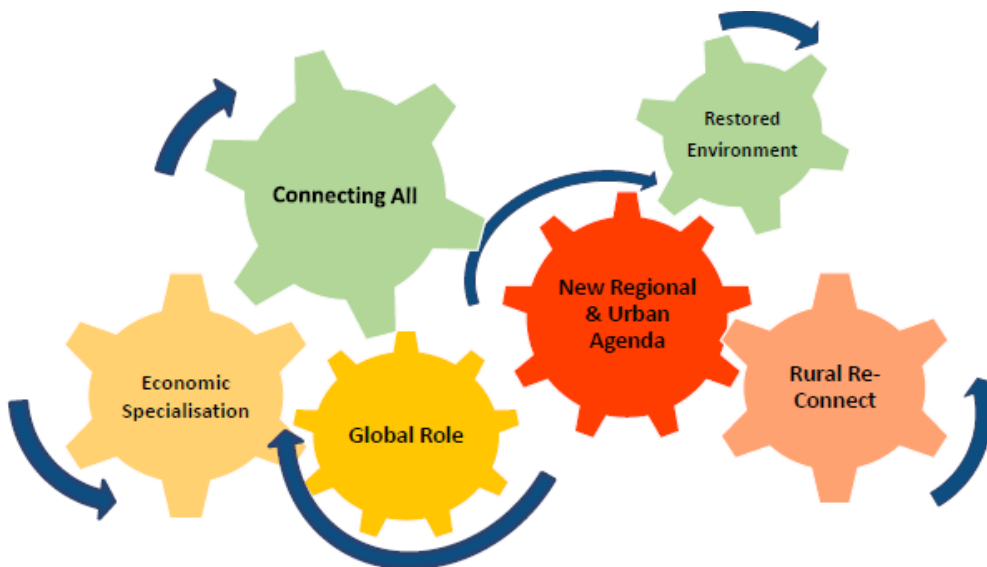 Restored
Environment
Connecting All
New Regional
& Urban
Agenda
Economic
Specialisation
Global Role
Rural Re-
Connect